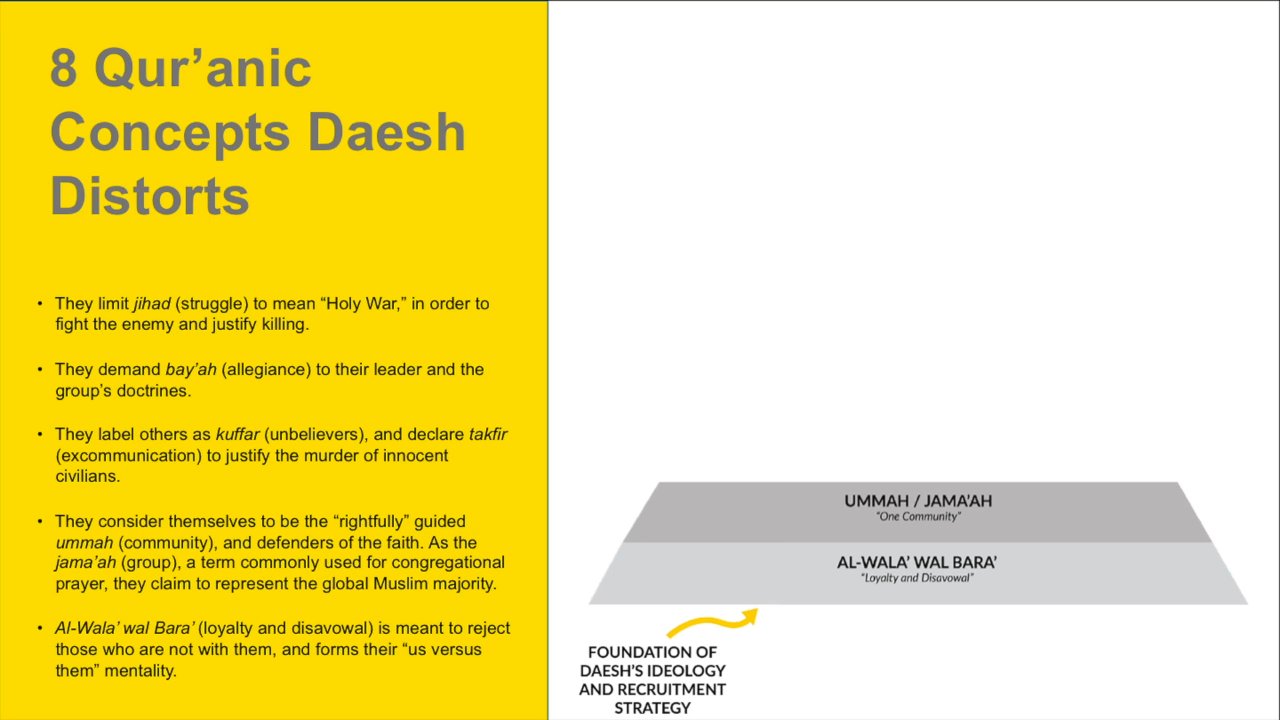 8 Qur’anic
Concepts Daesh
Distorts
• They limit jihad (struggle) to mean “Holy War,” in order to
fight the enemy and justify killing.
• They demand bay’ah (allegiance) to their leader and the
group’s doctrines.
• They label others as kuffar (unbelievers), and declare takfir
(excommunication) to justify the murder of innocent
civilians.
• They consider themselves to be the “rightfully” guided
ummah (community), and defenders of the faith. As the
jama’ah (group), a term commonly used for congregational
prayer, they claim to represent the global Muslim majority.
• Al-Wala’ wal Bara’ (loyalty and disavowal) is meant to reject
those who are not with them, and forms their “us versus
them” mentality.
UMMAH / JAMA’AH
“One Community”
AL-WALA’ WAL BARA’
“Loyalty and Disavowal”
FOUNDATION OF
DAESH’S IDEOLOGY
AND RECRUITMENT
STRATEGY